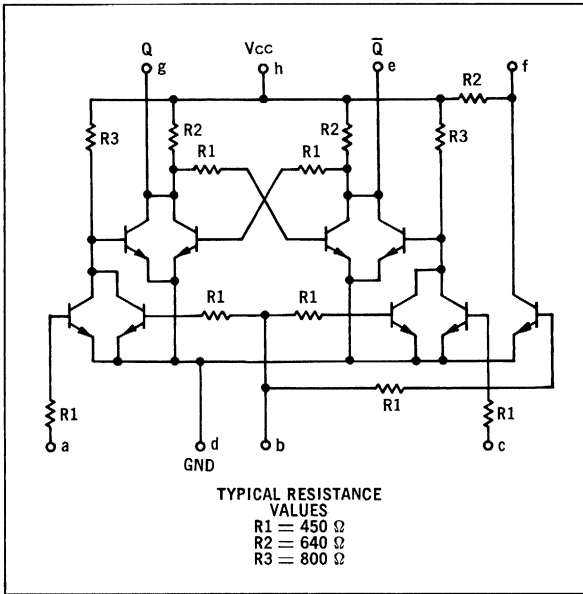 Q Vcc Q̅
g h e f
R2
R3 R2 R2 R3
R1 R1
R1 R1
R1 R1 R1
a d b c
GND
TYPICAL RESISTANCE
VALUES
R1 = 450 Ω
R2 = 640 Ω
R3 = 800 Ω